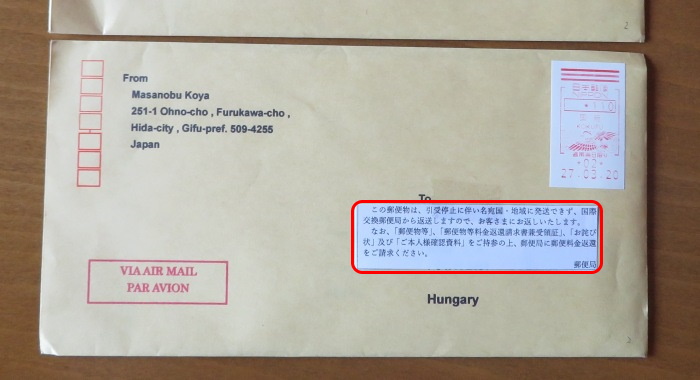 2
From
Masanobu Koya
251-1 Ohno-cho , Furukawa-cho ,
Hida-city , Gifu-pref. 509-4255
Japan
日本郵便
NIPPON
110
27.03.20
To
この郵便物は、引受停止に伴い名宛国・地域に発送できず、国際
交換郵便局から返送しますので、お客さまにお返しいたします。
なお、「郵便物等」、「郵便物等料金返還請求書兼受領証」、「お詫び
状」及び「ご本人様確認資料」をご持参の上、郵便局に郵便料金返還
をご請求ください。
郵便局
VIA AIR MAIL
PAR AVION
Hungary
2